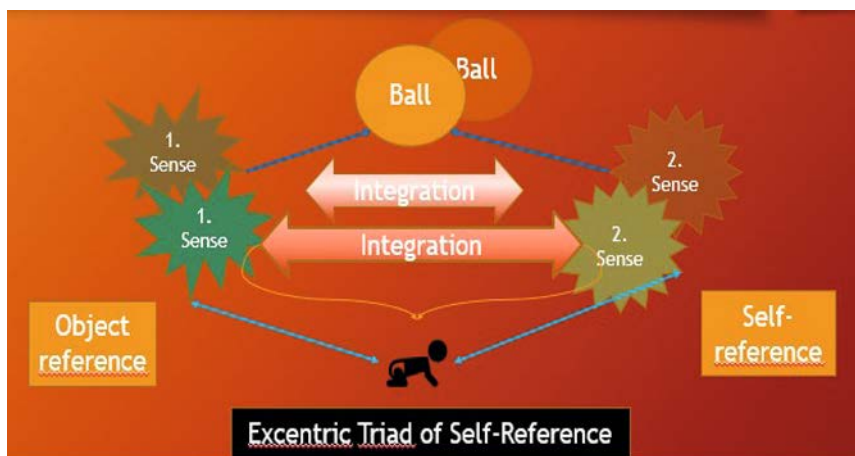 Ball
Ball
1.
Sense
2.
Sense
Integration
1.
Sense
Integration
2.
Sense
Object
reference
Self-
reference
Excentric Triad of Self-Reference